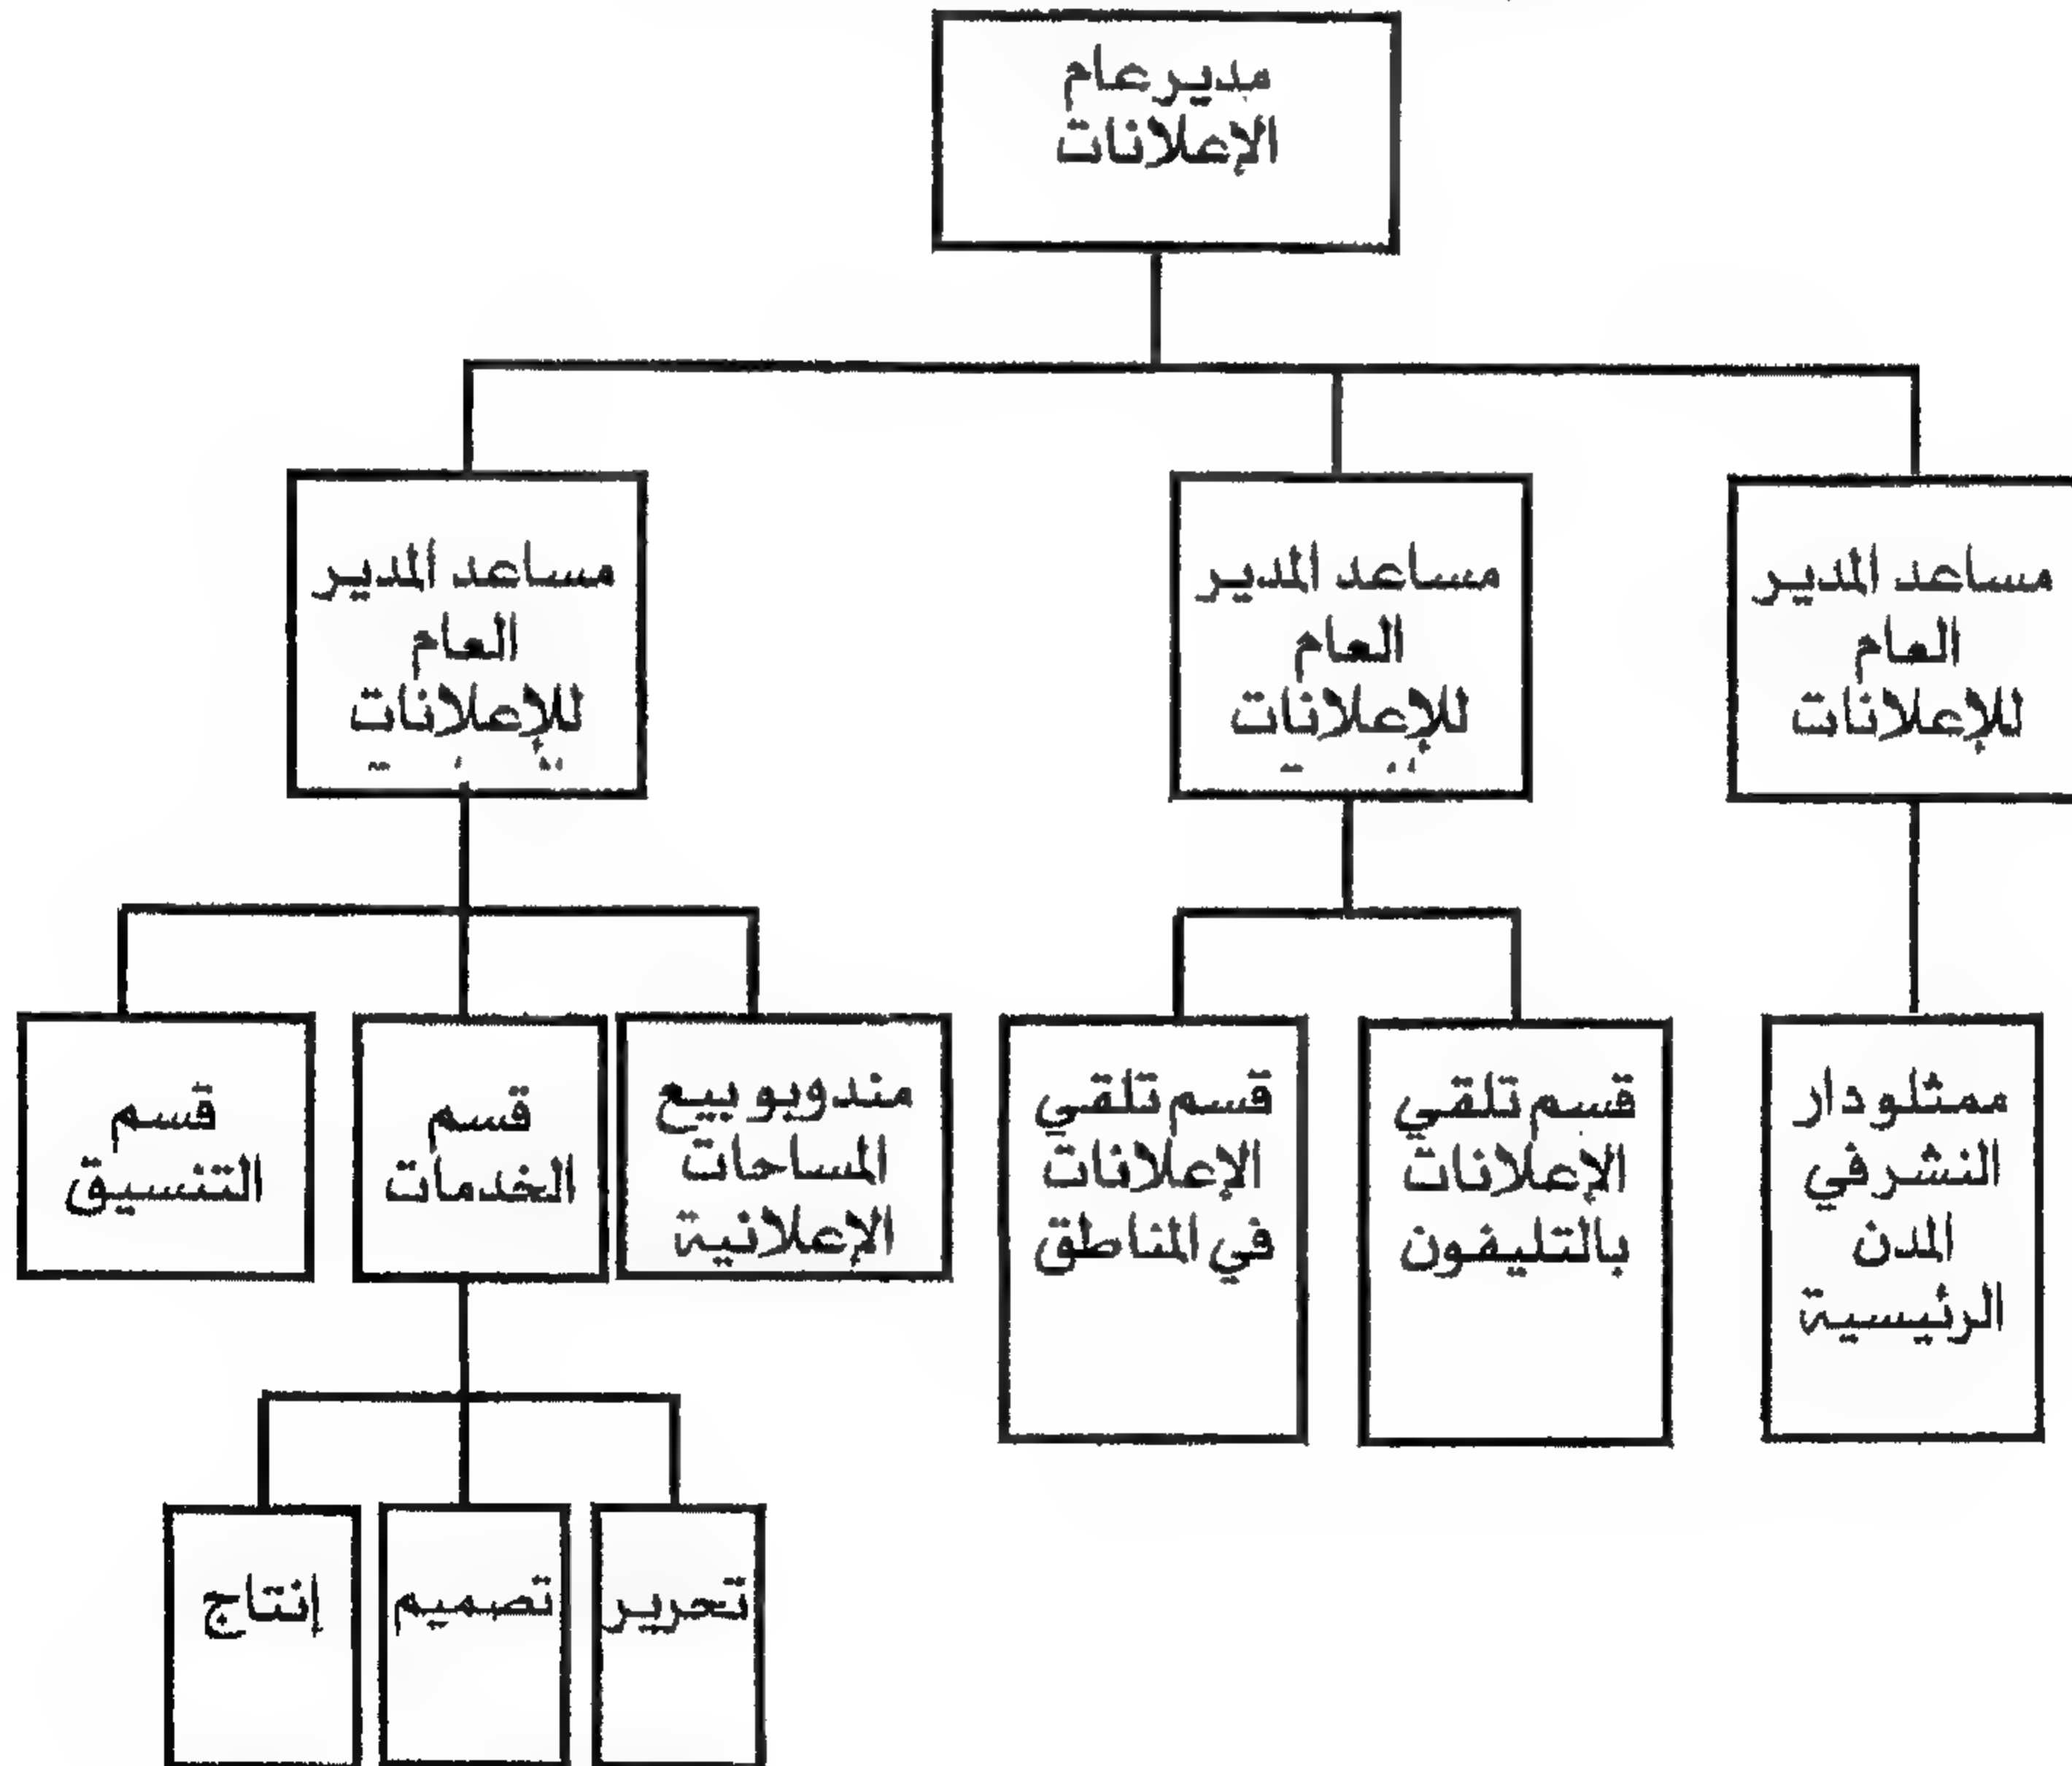 مدير عام
الإعلانات
مساعد المدير
العام
للإعلانات
مساعد المدير
العام
للإعلانات
مساعد المدير
العام
للإعلانات
ممثلو دار
النشر في
المدن
الرئيسية
قسم تلقي
الإعلانات
بالتليفون
قسم تلقي
الإعلانات
في المناطق
مندوبو بيع
المساحات
الإعلانية
قسم
الخدمات
قسم
التنسيق
تحرير
تصميم
إنتاج